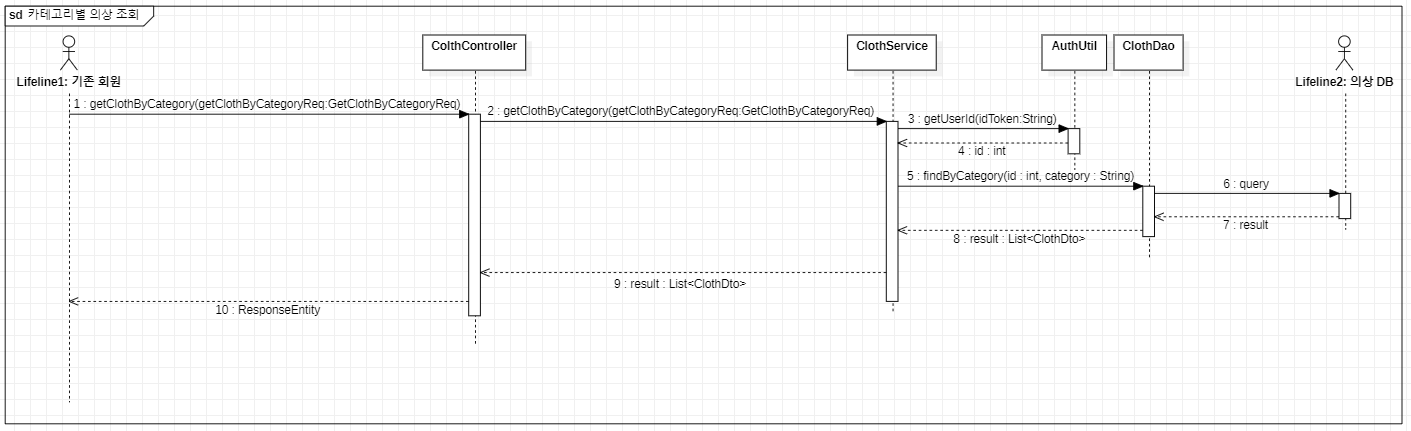 sd 카테고리별 의상 조회
Lifeline1: 기존 회원
ColthController
ClothService
AuthUtil
ClothDao
Lifeline2: 의상 DB
1 : getClothByCategory(getClothByCategoryReq:GetClothByCategoryReq)
2 : getClothByCategory(getClothByCategoryReq:GetClothByCategoryReq)
3 : getUserId(idToken:String)
4 : id : int
5 : findByCategory(id : int, category : String)
6 : query
7 : result
8 : result : List<ClothDto>
9 : result : List<ClothDto>
10 : ResponseEntity